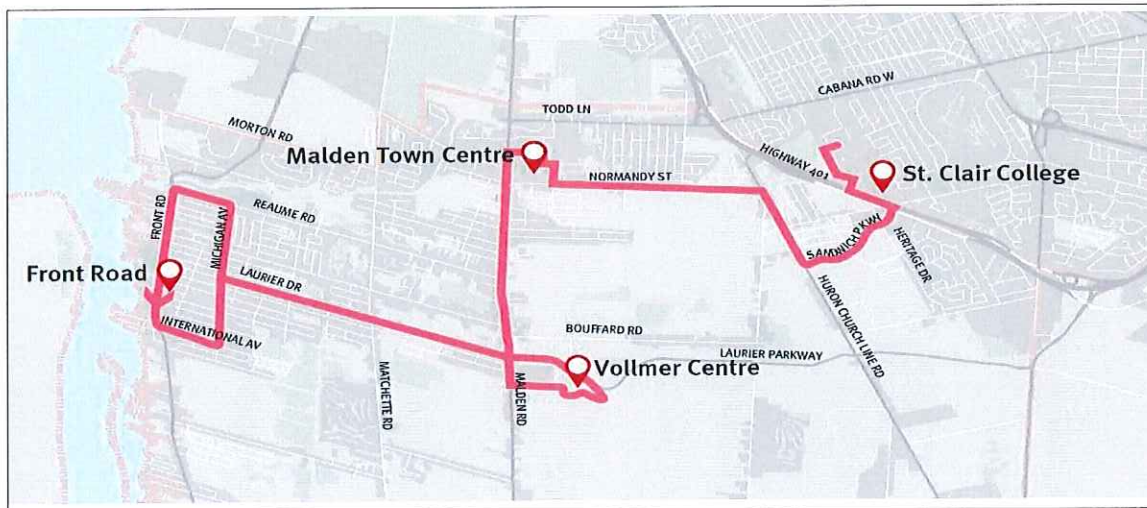 CABANA RD W
TODD LN
MORTON RD
Malden Town Centre
HIGHWAY 401
St. Clair College
NORMANDY ST
REAUME RD
FRONT RD
MICHIGAN AV
SANDWICH PKWY
HERITAGE DR
Front Road
LAURIER DR
HURON CHURCH LINE RD
INTERNATIONAL AV
BOUFFARD RD
LAURIER PARKWAY
Vollmer Centre
MATCHETTE RD
MALDEN RD